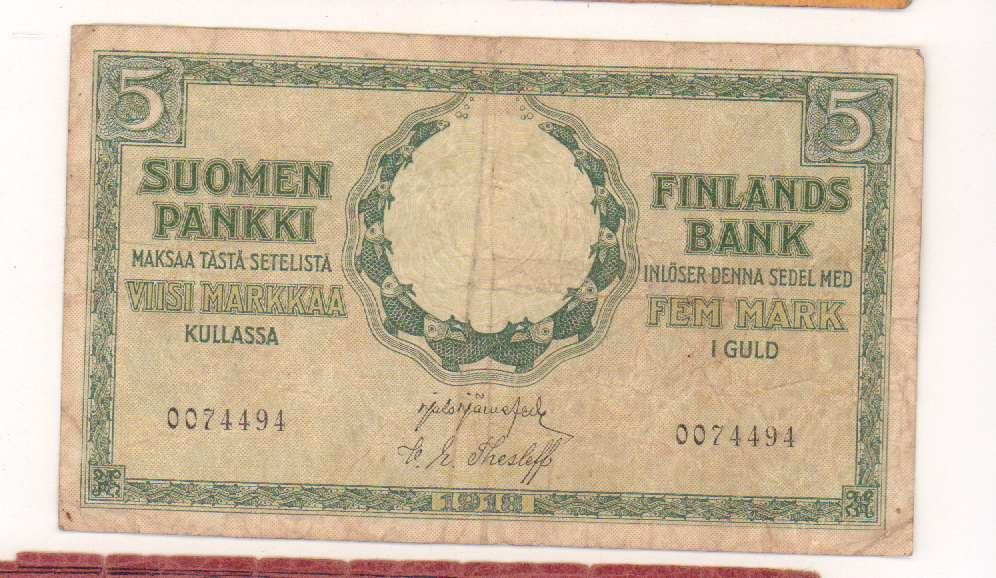 5
5
SUOMEN
PANKKI
MAKSAA TÄSTÄ SETELISTÄ
VIISI MARKKAA
KULLASSA
FINLANDS
BANK
INLÖSER DENNA SEDEL MED
FEM MARK
I GULD
0074494
0074494
Thesleff
1918